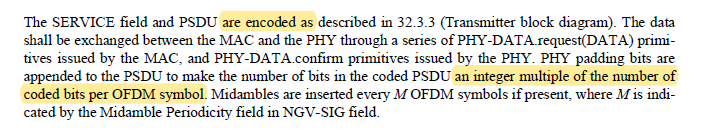 The SERVICE field and PSDU are encoded as described in 32.3.3 (Transmitter block diagram). The data
shall be exchanged between the MAC and the PHY through a series of PHY-DATA.request(DATA) primi-
tives issued by the MAC, and PHY-DATA.confirm primitives issued by the PHY. PHY padding bits are
appended to the PSDU to make the number of bits in the coded PSDU an integer multiple of the number of
coded bits per OFDM symbol. Midambles are inserted every M OFDM symbols if present, where M is indi-
cated by the Midamble Periodicity field in NGV-SIG field.